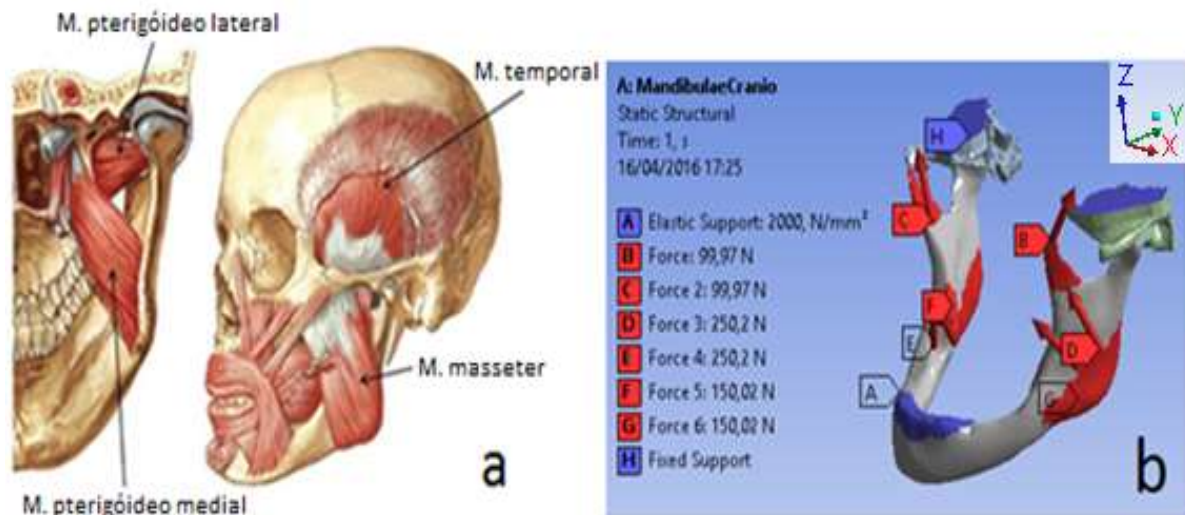 M. pterigóideo lateral
M. temporal
M. masseter
M. pterigóideo medial
a
A: MandibulaeCranio
Static Structural
Time: 1, s
16/04/2016 17:25
A Elastic Support: 2000, N/mm³
B Force: 99,97 N
C Force 2: 99,97 N
D Force 3: 250,2 N
E Force 4: 250,2 N
F Force 5: 150,02 N
G Force 6: 150,02 N
H Fixed Support
H
C
B
F
E
D
A
G
Z
Y
X
b